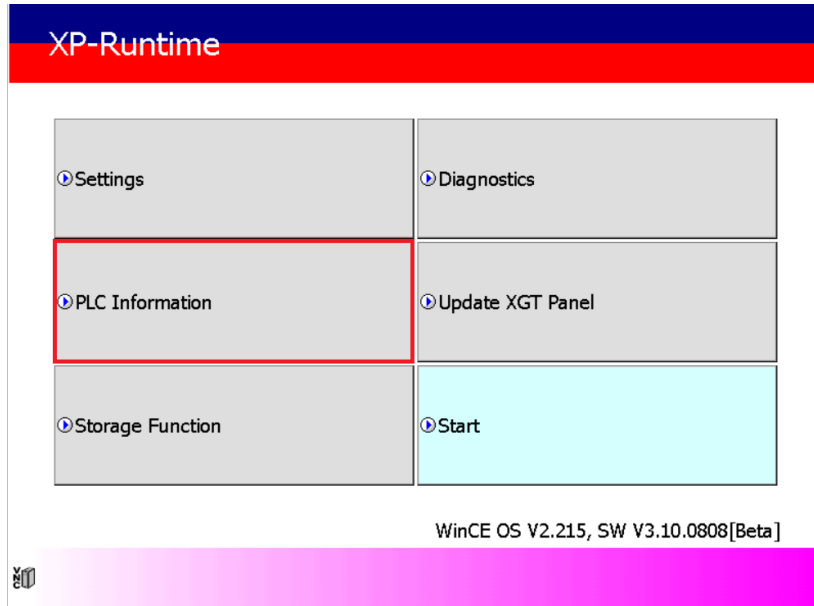 XP-Runtime
Settings
Diagnostics
PLC Information
Update XGT Panel
Storage Function
Start
WinCE OS V2.215, SW V3.10.0808[Beta]
VNC